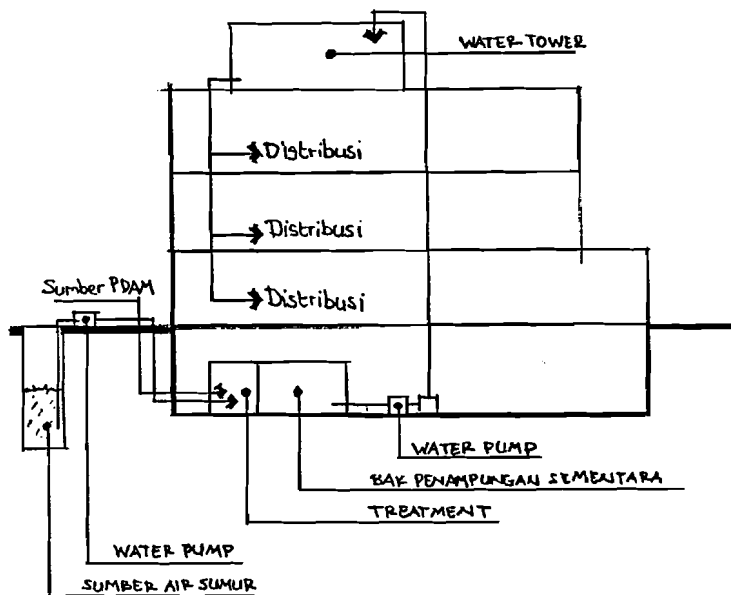 WATER TOWER
Distribusi
Distribusi
Sumber PDAM
Distribusi
WATER PUMP
BAK PENAMPUNGAN SEMENTARA
TREATMENT
WATER PUMP
SUMBER AIR SUMUR